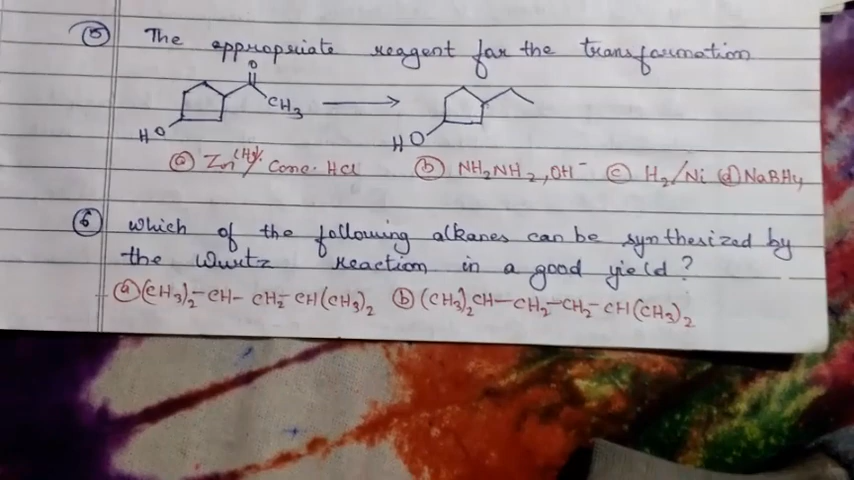 ⑤ The appropriate reagent for the transformation
O
CH3
HO
HO
ⓐ Zn(Hg)/ Conc. HCl ⓑ NH2NH2, OH⁻ ⓒ H2/Ni ⓓ NaBH4
⑥ Which of the following alkanes can be synthesized by
the Wurtz reaction in a good yield?
ⓐ (CH3)2-CH-CH2-CH(CH3)2 ⓑ (CH3)2CH-CH2-CH2-CH(CH3)2